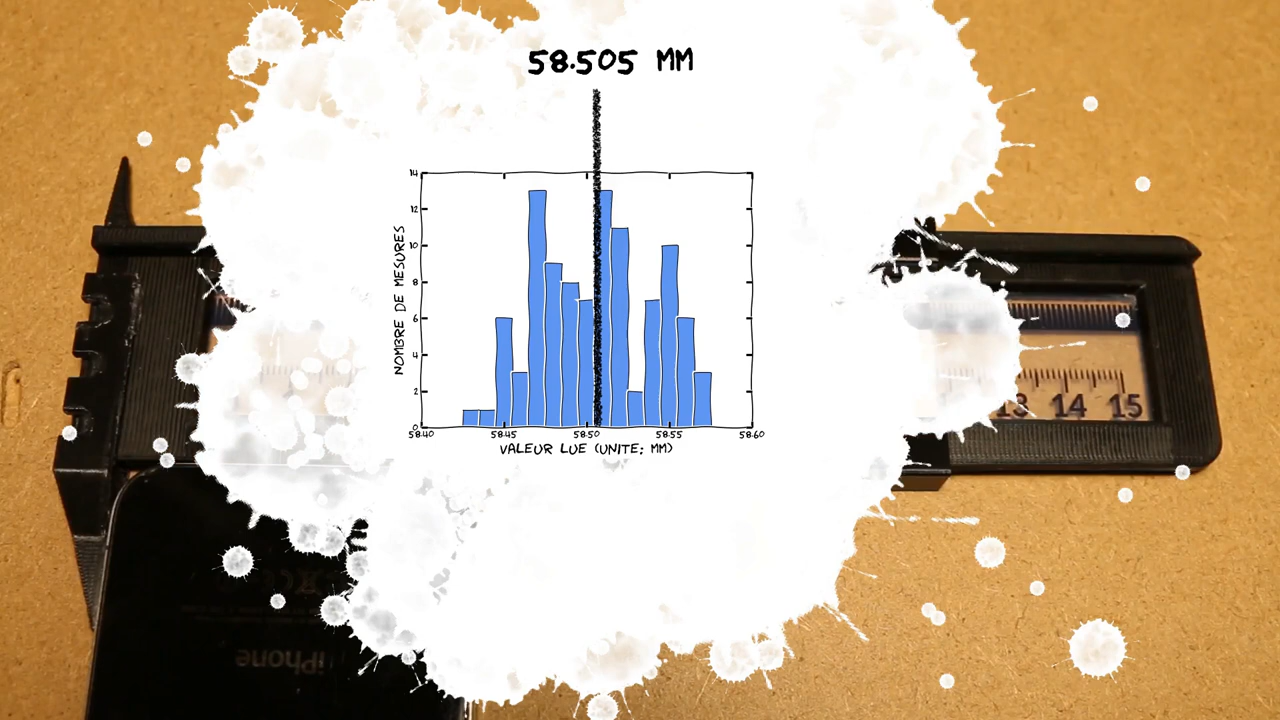 58.505 MM
14
12
10
8
6
4
2
0
NOMBRE DE MESURES
58.40 58.45 58.50 58.55 58.60
VALEUR LUE (UNITE: MM)
13 14 15
iPhone